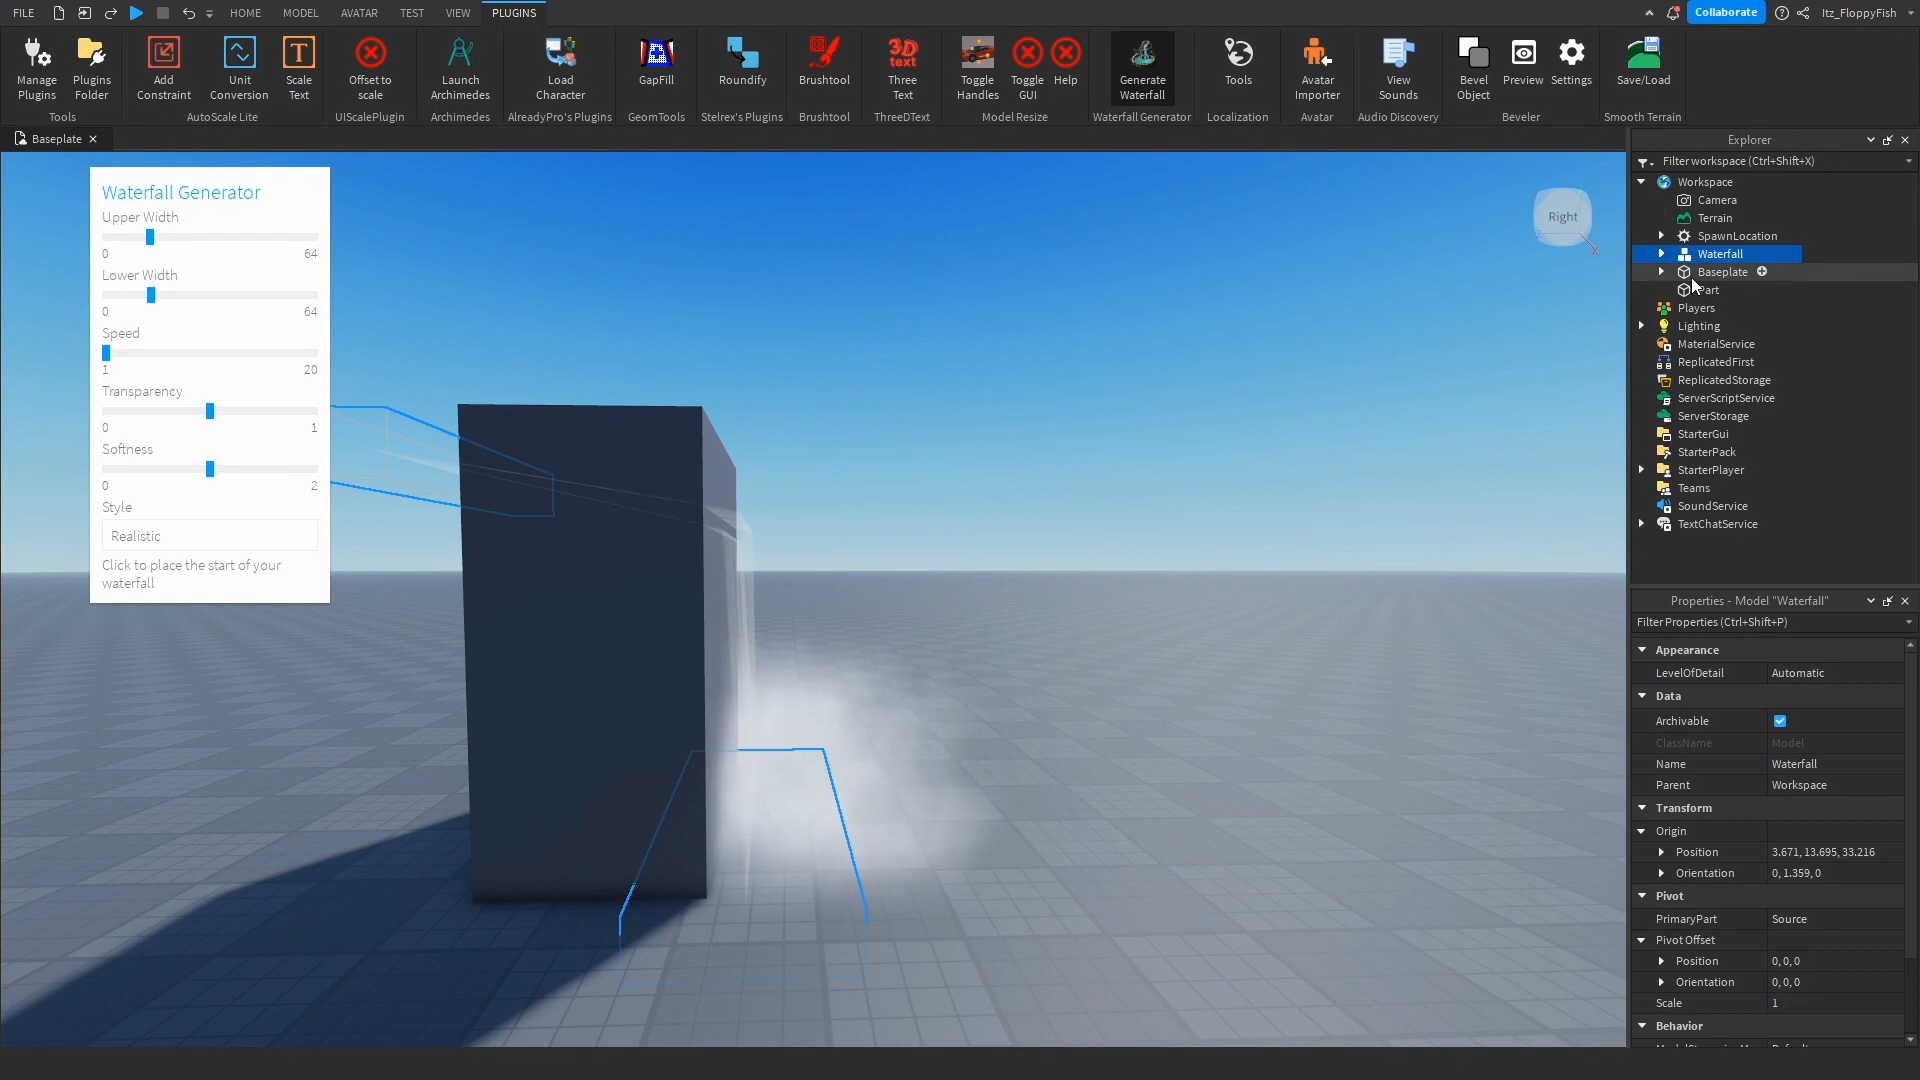 FILE HOME MODEL AVATAR TEST VIEW PLUGINS Collaborate Itz_FloppyFish
Manage Plugins
Plugins Folder
Tools
Add Constraint
Unit Conversion
Scale Text
AutoScale Lite
Offset to scale
UIScalePlugin
Launch Archimedes
Archimedes
Load Character
AlreadyPro's Plugins
GapFill
GeomTools
Roundify
Stelrex's Plugins
Brushtool
Brushtool
3D text
Three Text
ThreeDText
Toggle Handles
Toggle GUI
Help
Model Resize
Generate Waterfall
Waterfall Generator
Tools
Localization
Avatar Importer
Avatar
View Sounds
Audio Discovery
Bevel Object
Preview
Settings
Beveler
Save/Load
Smooth Terrain
Baseplate
Waterfall Generator
Upper Width
0 64
Lower Width
0 64
Speed
1 20
Transparency
0 1
Softness
0 2
Style
Realistic
Click to place the start of your
waterfall
Right
Explorer
Filter workspace (Ctrl+Shift+X)
Workspace
Camera
Terrain
SpawnLocation
Waterfall
Baseplate
Part
Players
Lighting
MaterialService
ReplicatedFirst
ReplicatedStorage
ServerScriptService
ServerStorage
StarterGui
StarterPack
StarterPlayer
Teams
SoundService
TextChatService
Properties - Model "Waterfall"
Filter Properties (Ctrl+Shift+P)
Appearance
LevelOfDetail Automatic
Data
Archivable
ClassName Model
Name Waterfall
Parent Workspace
Transform
Origin
Position 3.671, 13.695, 33.216
Orientation 0, 1.359, 0
Pivot
PrimaryPart Source
Pivot Offset
Position 0, 0, 0
Orientation 0, 0, 0
Scale 1
Behavior